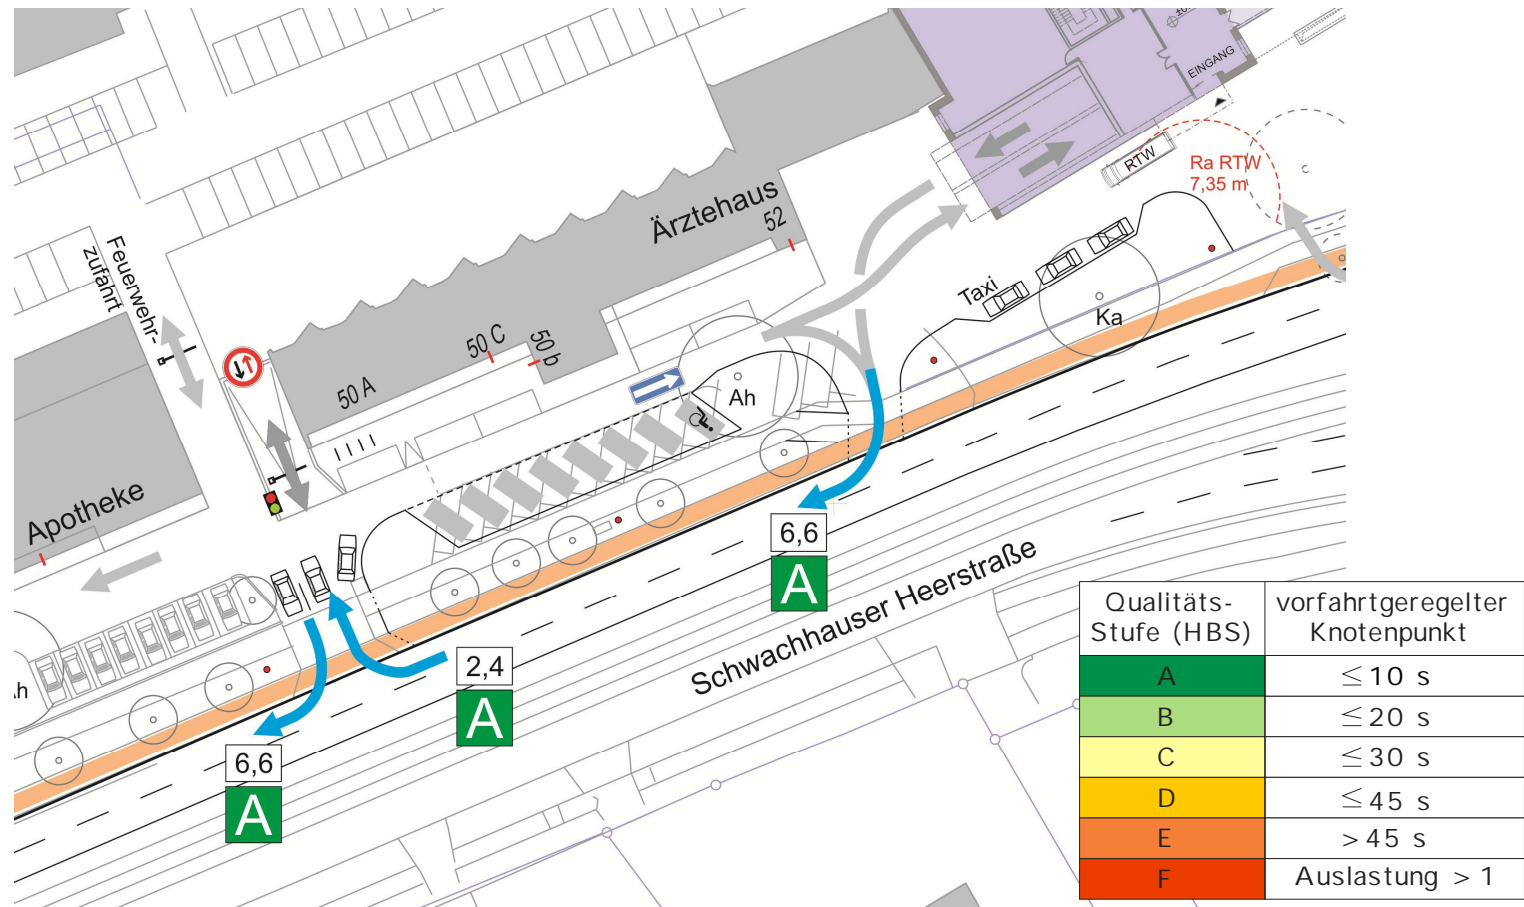 EINGANG
RTW
Ra RTW
7,35 m
Ärztehaus
52
Feuerwehr-
zufahrt
Taxi
Ka
50 C
50 b
50 A
Ah
Apotheke
6,6
A
Schwachhauser Heerstraße
2,4
A
6,6
A
Qualitäts-
Stufe (HBS)
vorfahrtgeregelter
Knotenpunkt
A
≤ 10 s
B
≤ 20 s
C
≤ 30 s
D
≤ 45 s
E
> 45 s
F
Auslastung > 1